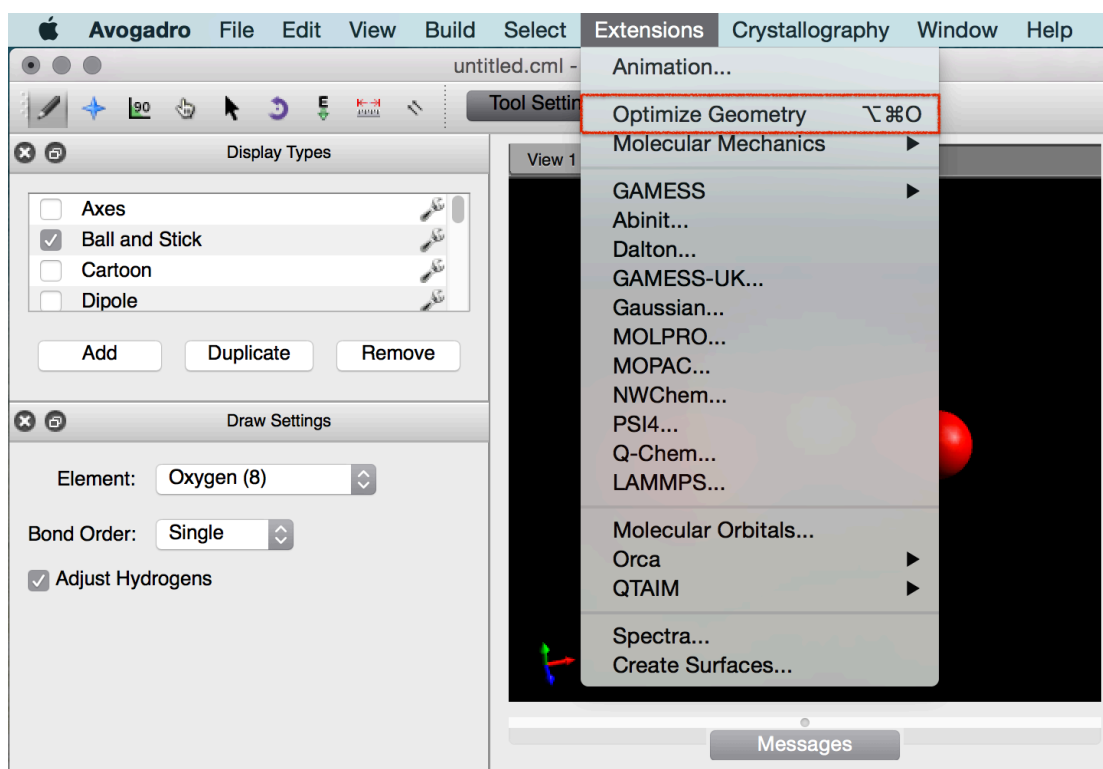 Avogadro File Edit View Build Select Extensions Crystallography Window Help
untitled.cml -
90 E Tool Settin
Display Types
View 1
Axes
Ball and Stick
Cartoon
Dipole
Add Duplicate Remove
Draw Settings
Element: Oxygen (8)
Bond Order: Single
Adjust Hydrogens
Animation...
Optimize Geometry ⌥⌘O
Molecular Mechanics
GAMESS
Abinit...
Dalton...
GAMESS-UK...
Gaussian...
MOLPRO...
MOPAC...
NWChem...
PSI4...
Q-Chem...
LAMMPS...
Molecular Orbitals...
Orca
QTAIM
Spectra...
Create Surfaces...
Messages